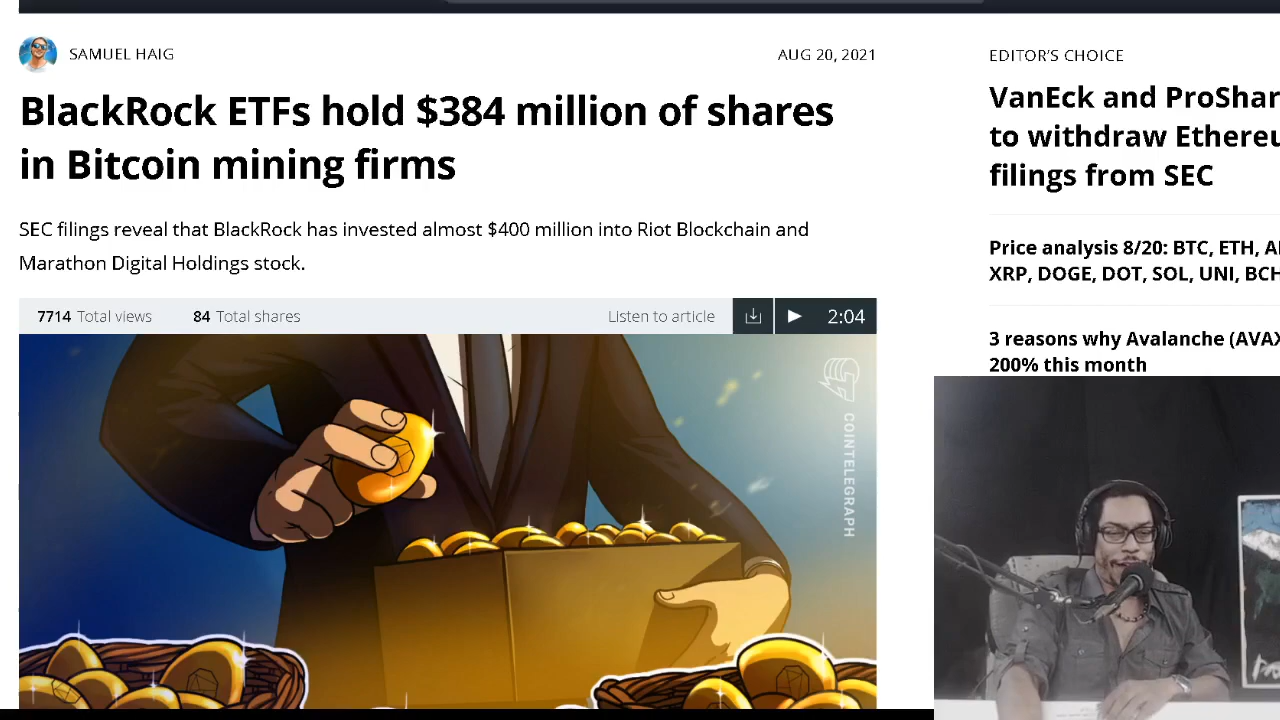 SAMUEL HAIG
AUG 20, 2021
BlackRock ETFs hold $384 million of shares
in Bitcoin mining firms
SEC filings reveal that BlackRock has invested almost $400 million into Riot Blockchain and
Marathon Digital Holdings stock.
7714 Total views
84 Total shares
Listen to article
2:04
COINTELEGRAPH
EDITOR'S CHOICE
VanEck and ProShar
to withdraw Ethereu
filings from SEC
Price analysis 8/20: BTC, ETH, A
XRP, DOGE, DOT, SOL, UNI, BCH
3 reasons why Avalanche (AVAX
200% this month